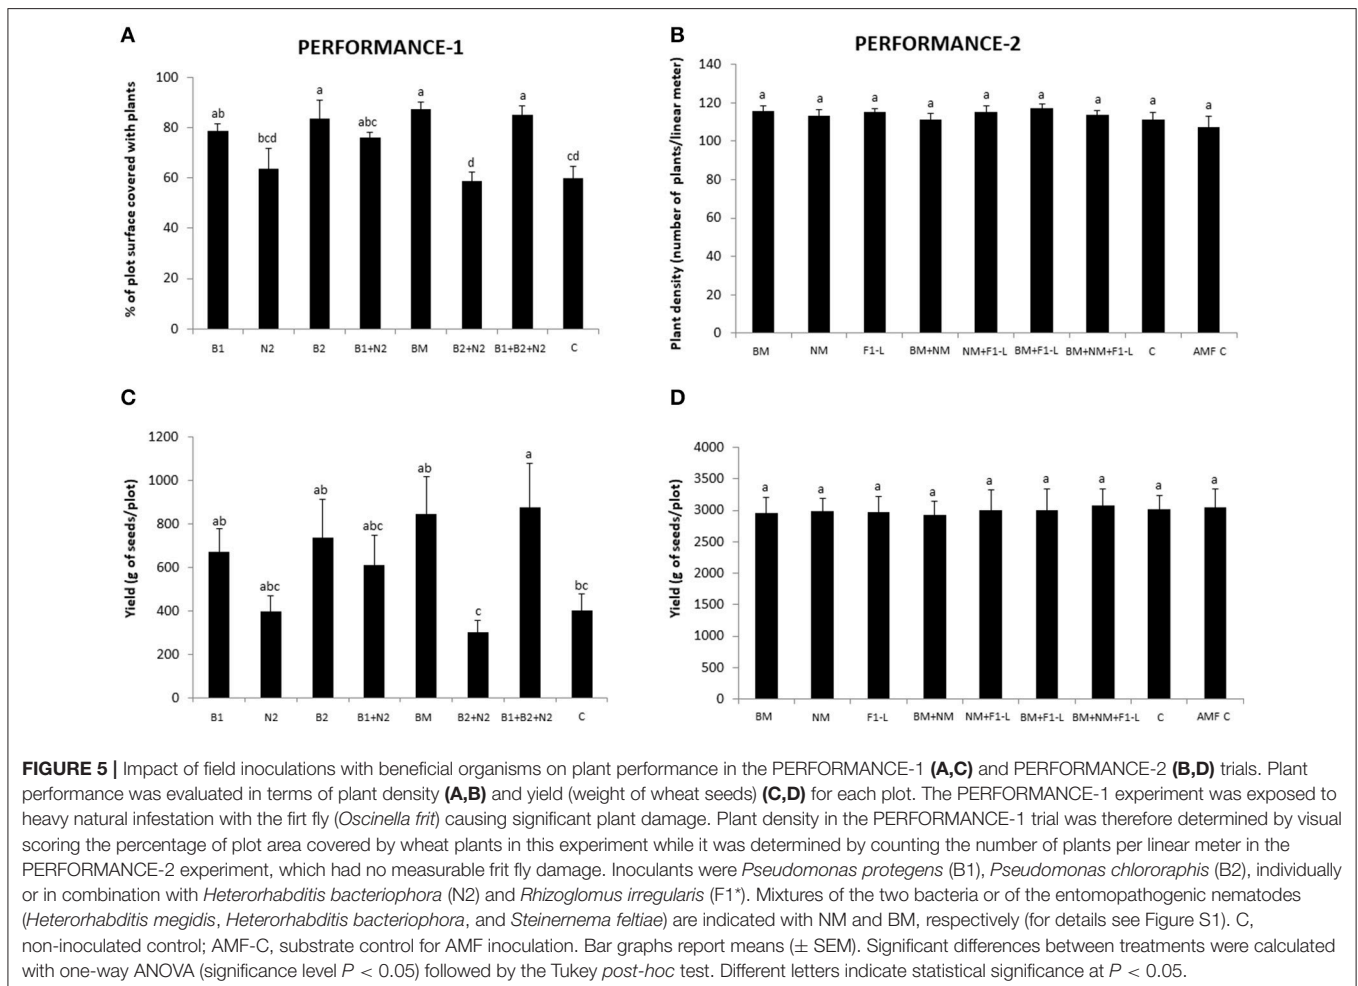 A
PERFORMANCE-1
% of plot surface covered with plants
100
80
60
40
20
0
ab
bcd
a
abc
a
d
a
cd
B1
N2
B2
B1+N2
BM
B2+N2
B1+B2+N2
C
B
PERFORMANCE-2
Plant density (number of plants/linear meter)
140
120
100
80
60
40
120
0
a
a
a
a
a
a
a
a
a
BM
NM
F1-L
BM+NM
NM+F1-L
BM+F1-L
BM+NM+F1-L
C
AMF C
C
Yield (g of seeds/plot)
1200
1000
800
600
400
200
0
ab
abc
ab
abc
ab
c
a
bc
B1
N2
B2
B1+N2
BM
B2+N2
B1+B2+N2
C
D
Yield (g of seeds/plot)
4000
3500
3000
2500
2000
1500
1000
500
0
a
a
a
a
a
a
a
a
a
BM
NM
F1-L
BM+NM
NM+F1-L
BM+F1-L
BM+NM+F1-L
C
AMF C
FIGURE 5 | Impact of field inoculations with beneficial organisms on plant performance in the PERFORMANCE-1 (A,C) and PERFORMANCE-2 (B,D) trials. Plant
performance was evaluated in terms of plant density (A,B) and yield (weight of wheat seeds) (C,D) for each plot. The PERFORMANCE-1 experiment was exposed to
heavy natural infestation with the firt fly (Oscinella frit) causing significant plant damage. Plant density in the PERFORMANCE-1 trial was therefore determined by visual
scoring the percentage of plot area covered by wheat plants in this experiment while it was determined by counting the number of plants per linear meter in the
PERFORMANCE-2 experiment, which had no measurable frit fly damage. Inoculants were Pseudomonas protegens (B1), Pseudomonas chlororaphis (B2), individually
or in combination with Heterorhabditis bacteriophora (N2) and Rhizoglomus irregularis (F1*). Mixtures of the two bacteria or of the entomopathogenic nematodes
(Heterorhabditis megidis, Heterorhabditis bacteriophora, and Steinernema feltiae) are indicated with NM and BM, respectively (for details see Figure S1). C,
non-inoculated control; AMF-C, substrate control for AMF inoculation. Bar graphs report means (± SEM). Significant differences between treatments were calculated
with one-way ANOVA (significance level P < 0.05) followed by the Tukey post-hoc test. Different letters indicate statistical significance at P < 0.05.